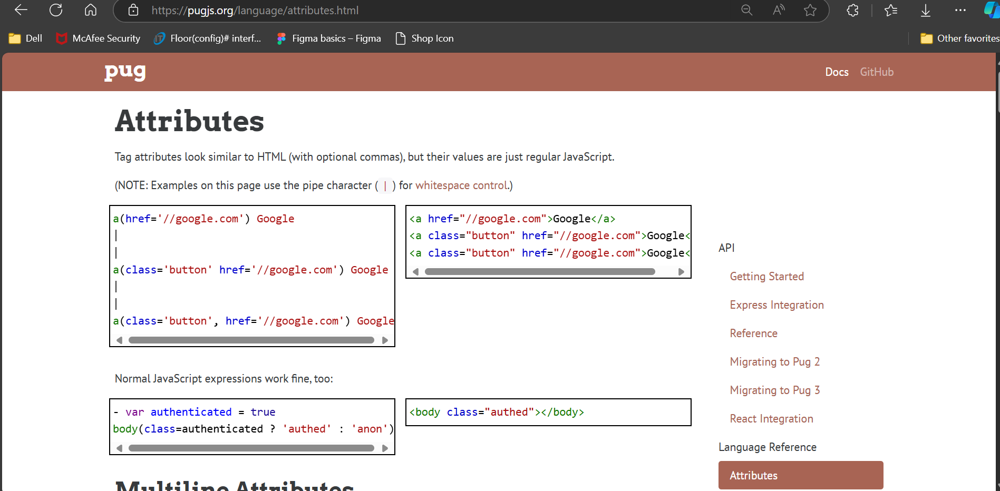 https://pugjs.org/language/attributes.html
Dell
McAfee Security
Floor(config)# interf...
Figma basics – Figma
Shop Icon
Other favorites
pug
Docs
GitHub
Attributes
Tag attributes look similar to HTML (with optional commas), but their values are just regular JavaScript.
(NOTE: Examples on this page use the pipe character ( | ) for whitespace control.)
a(href='//google.com') Google
|
|
a(class='button' href='//google.com') Google
|
|
a(class='button', href='//google.com') Google
<a href="//google.com">Google</a>
<a class="button" href="//google.com">Google<
<a class="button" href="//google.com">Google<
Normal JavaScript expressions work fine, too:
- var authenticated = true
body(class=authenticated ? 'authed' : 'anon')
<body class="authed"></body>
Multiline Attributes
API
Getting Started
Express Integration
Reference
Migrating to Pug 2
Migrating to Pug 3
React Integration
Language Reference
Attributes